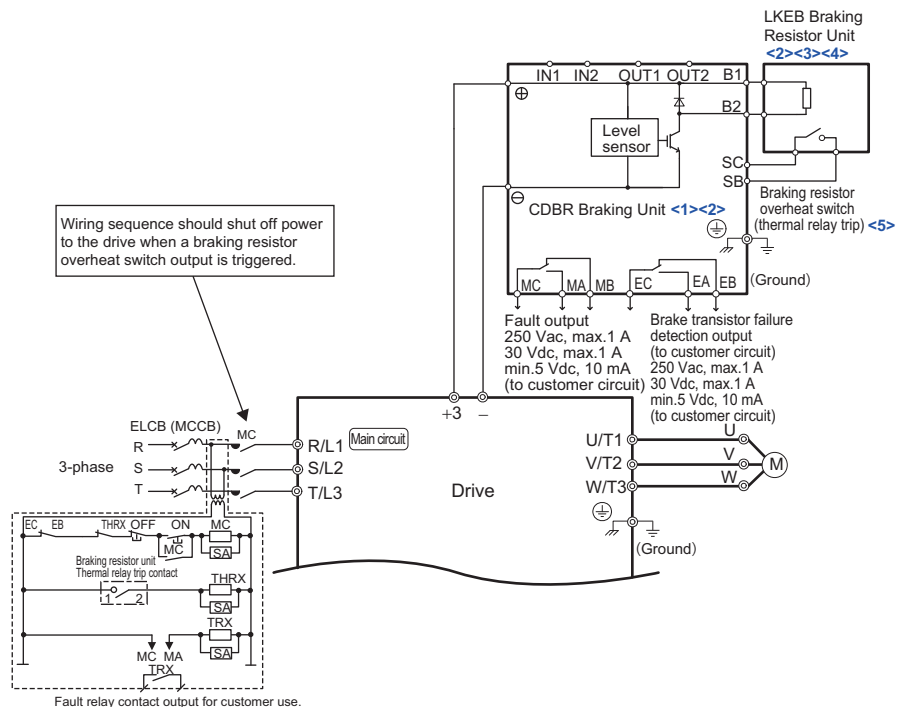 LKEB Braking
Resistor Unit
<2><3><4>
IN1 IN2 OUT1 OUT2 B1
⊕
B2
Level
sensor
SC
SB
⊖
CDBR Braking Unit <1><2>
Braking resistor
overheat switch
(thermal relay trip) <5>
(Ground)
MC MA MB EC EA EB
Fault output
250 Vac, max.1 A
30 Vdc, max.1 A
min.5 Vdc, 10 mA
(to customer circuit)
Brake transistor failure
detection output
(to customer circuit)
250 Vac, max.1 A
30 Vdc, max.1 A
min.5 Vdc, 10 mA
(to customer circuit)
Wiring sequence should shut off power
to the drive when a braking resistor
overheat switch output is triggered.
+3 −
ELCB (MCCB)
MC
3-phase
R
S
T
R/L1
S/L2
T/L3
Main circuit
Drive
U/T1
V/T2
W/T3
U
V
W
M
(Ground)
EC EB THRX OFF ON MC
MC
SA
Braking resistor unit
Thermal relay trip contact
1 2
THRX
SA
TRX
SA
MC MA
TRX
Fault relay contact output for customer use.